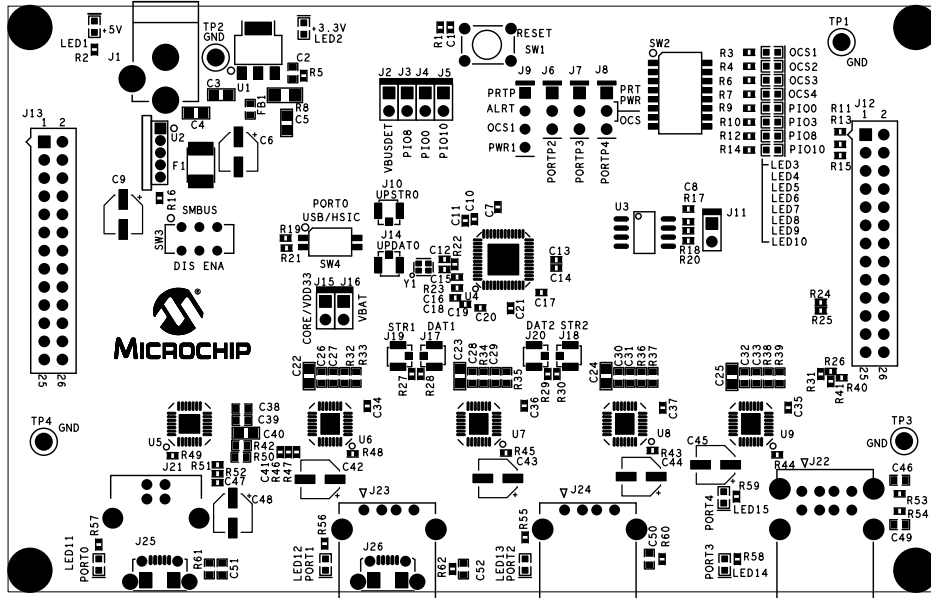 +5V
LED1
R2
J1
TP2
GND
+3.3V
LED2
U1
C2
R5
C3
FB1
R8
C5
C4
C6
R1
C1
RESET
SW1
SW2
TP1
GND
J2 J3 J4 J5
VBUSDET
PIO8
PIO0
PIO10
J9 J6 J7 J8
PRTP
ALRT
OCS1
PWR1
PORTP2
PORTP3
PORTP4
PRT
PWR
OCS
R3 OCS1
R4 OCS2
R6 OCS3
R7 OCS4
R9 PIO0
R10 PIO3
R12 PIO8
R14 PIO10
LED3
LED4
LED5
LED6
LED7
LED8
LED9
LED10
R11
R13
R15
J12
1 2
25 26
J13
1 2
25 26
U2
F1
C9
R16
SMBUS
SW3
DIS ENA
MICROCHIP
R19
R21
PORT0
USB/HSIC
SW4
J10
UPSTR0
J14
UPDAT0
Y1
J15 J16
CORE/VDD33
VBAT
C11
C10
C7
C12
R22
C15
R23
C16
C18
U4
C19
C20
C21
C17
C13
C14
U3
C8
R17
R18
R20
J11
R24
R25
STR1
J19
DAT1
J17
R27
R28
DAT2
J20
STR2
J18
R29
R30
C22
C26
C27
R32
R33
C23
C28
R34
C29
R35
C24
C30
C31
R36
R37
C25
C32
C33
R38
R39
R31
R26
R41
R40
TP4
GND
U5
R49
C38
C39
C40
R42
R50
C41
R46
R47
C34
U6
R48
C42
C36
U7
R45
C43
C37
U8
R43
C44
C45
C35
U9
R44
TP3
GND
J21
R51
R52
C47
C48
J23
J24
J22
C46
R53
R54
C49
R59
PORT4
LED15
R57
LED11
PORT0
J25
R61
C51
R56
LED12
PORT1
J26
R62
C52
R55
LED13
PORT2
C50
R60
PORT3
R58
LED14